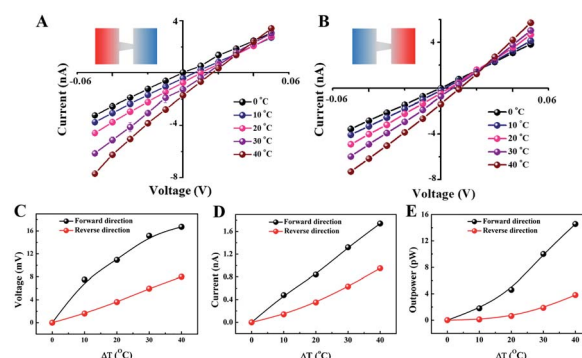 A
4
-0.06
0.06
Current (nA)
-4
-8
Voltage (V)
0 °C
10 °C
20 °C
30 °C
40 °C
B
4
-0.06
0.06
Current (nA)
-4
-8
Voltage (V)
0 °C
10 °C
20 °C
30 °C
40 °C
C
Forward direction
Reverse direction
Voltage (mV)
16
12
8
4
0
0 10 20 30 40
ΔT (°C)
D
Forward direction
Reverse direction
Current (nA)
1.6
1.2
0.8
0.4
0.0
0 10 20 30 40
ΔT (°C)
E
Forward direction
Reverse direction
Outpower (pW)
16
12
8
4
0
0 10 20 30 40
ΔT (°C)